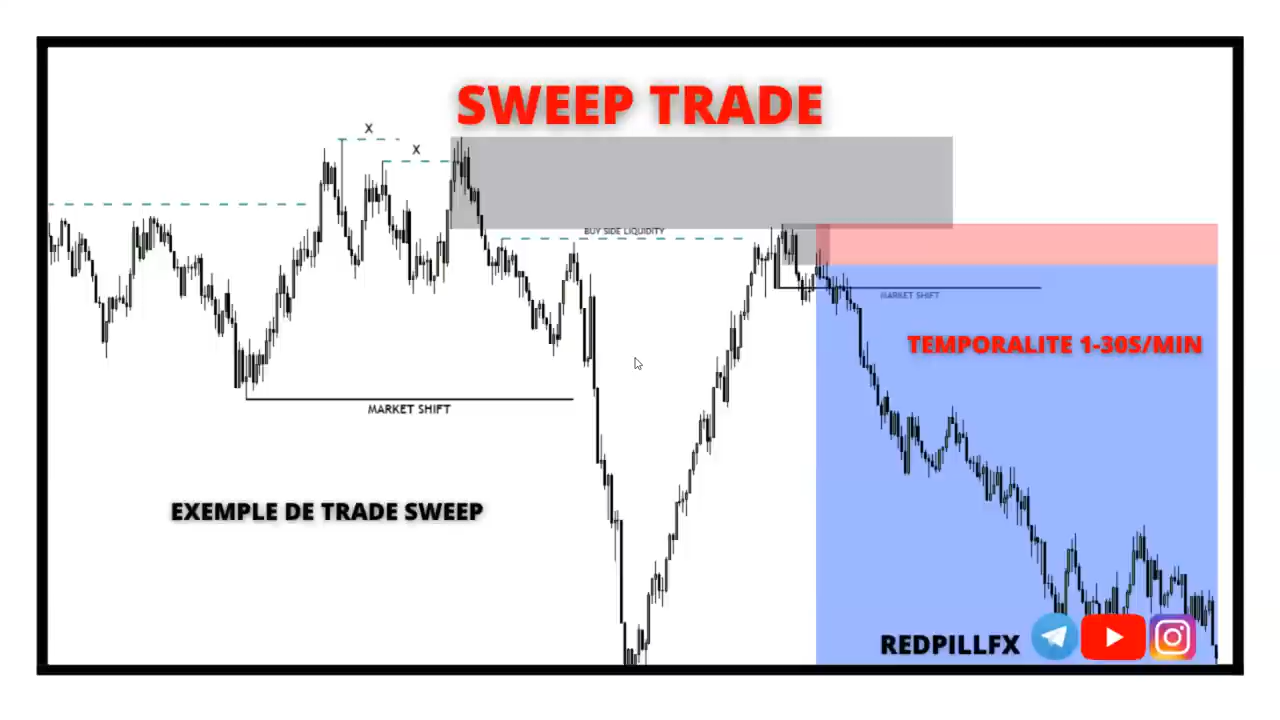 SWEEP TRADE
X
X
BUY SIDE LIQUIDITY
MARKET SHIFT
TEMPORALITE 1-30S/MIN
MARKET SHIFT
EXEMPLE DE TRADE SWEEP
REDPILLFX